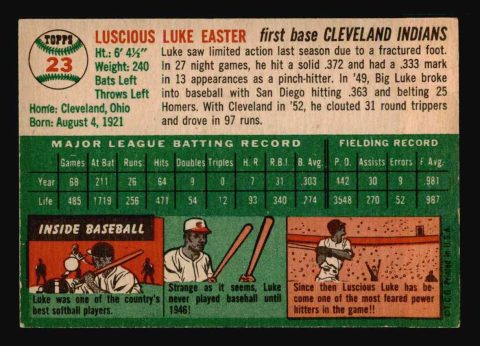 TOPPS
23
LUSCIOUS LUKE EASTER first base CLEVELAND INDIANS
Ht.: 6' 4½"
Weight: 240
Bats Left
Throws Left
Home: Cleveland, Ohio
Born: August 4, 1921
Luke saw limited action last season due to a fractured foot.
In 27 night games, he hit a solid .372 and had a .333 mark
in 13 appearances as a pinch-hitter. In '49, Big Luke broke
into baseball with San Diego hitting .363 and belting 25
Homers. With Cleveland in '52, he clouted 31 round trippers
and drove in 97 runs.
MAJOR LEAGUE BATTING RECORD FIELDING RECORD
Games At Bat Runs Hits Doubles Triples H. R R.B.I B. Avg. P. O. Assists Errors F. Avg.
Year 68 211 26 64 9 0 7 31 .303 442 30 9 .981
Life 485 1719 256 471 54 12 93 340 .274 3548 270 52 .987
INSIDE BASEBALL
Luke was one of the country's
best softball players.
Strange as it seems, Luke
never played baseball until
1946!
Since then Luscious Luke has be-
come one of the most feared power
hitters in the game!!
Printed in U.S.A.